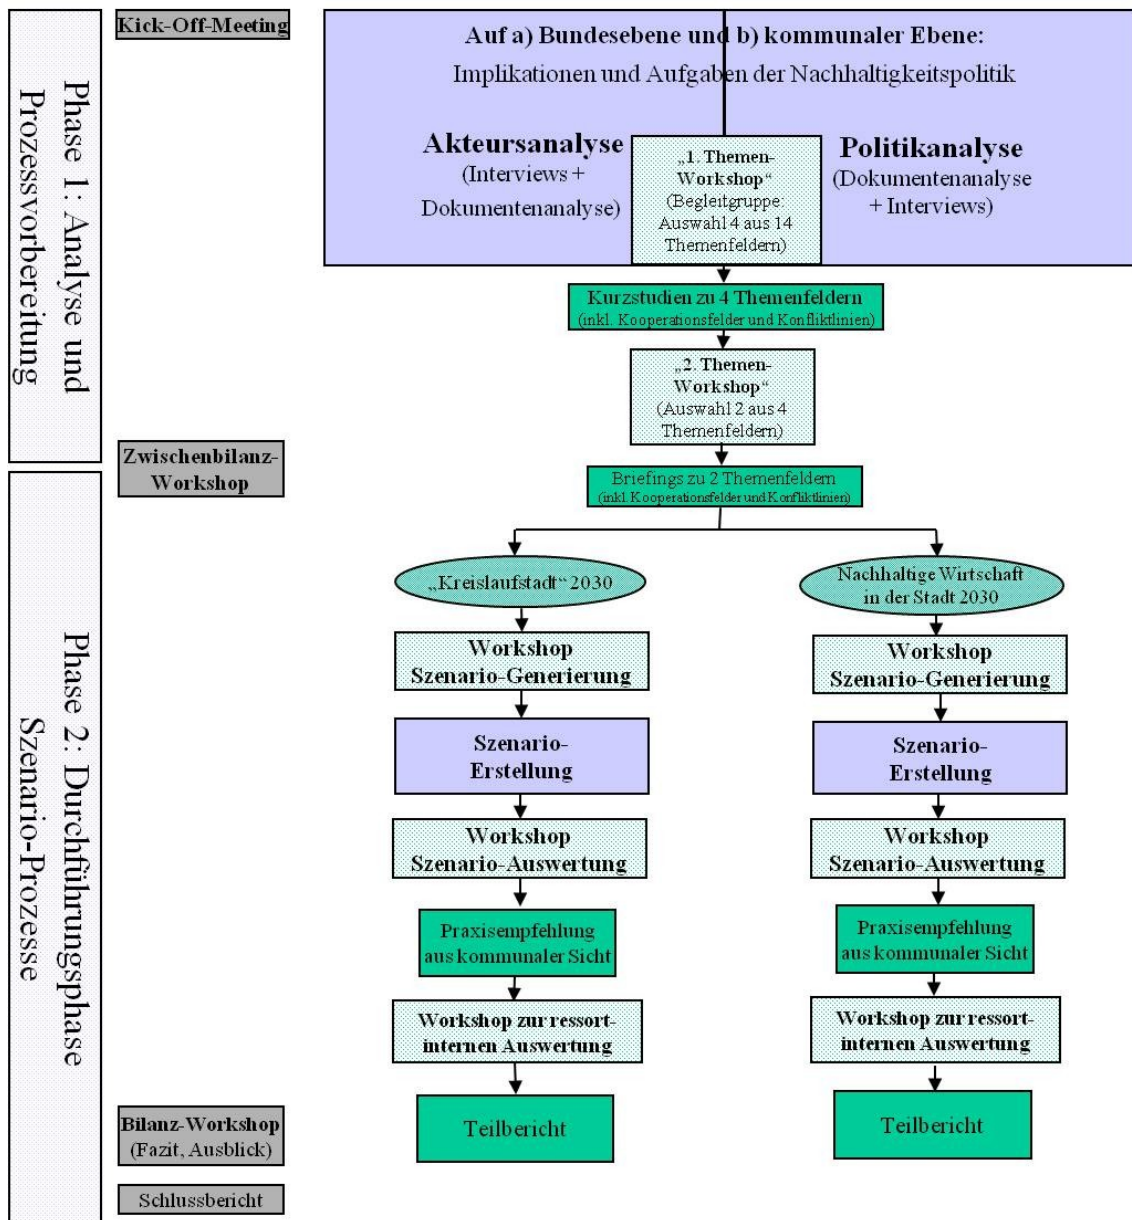 Phase 1: Analyse und
Prozessvorbereitung
Kick-Off-Meeting
Auf a) Bundesebene und b) kommunaler Ebene:
Implikationen und Aufgaben der Nachhaltigkeitspolitik
Akteursanalyse
(Interviews +
Dokumentenanalyse)
„1. Themen-
Workshop“
(Begleitgruppe:
Auswahl 4 aus 14
Themenfeldern)
Politikanalyse
(Dokumentenanalyse
+ Interviews)
Kurzstudien zu 4 Themenfeldern
(inkl. Kooperationsfelder und Konfliktlinien)
„2. Themen-
Workshop“
(Auswahl 2 aus 4
Themenfeldern)
Zwischenbilanz-
Workshop
Briefings zu 2 Themenfeldern
(inkl. Kooperationsfelder und Konfliktlinien)
Phase 2: Durchführungsphase
Szenario-Prozesse
„Kreislaufstadt“ 2030
Workshop
Szenario-Generierung
Szenario-
Erstellung
Workshop
Szenario-Auswertung
Praxisempfehlung
aus kommunaler Sicht
Workshop zur ressort-
internen Auswertung
Teilbericht
Nachhaltige Wirtschaft
in der Stadt 2030
Workshop
Szenario-Generierung
Szenario-
Erstellung
Workshop
Szenario-Auswertung
Praxisempfehlung
aus kommunaler Sicht
Workshop zur ressort-
internen Auswertung
Teilbericht
Bilanz-Workshop
(Fazit, Ausblick)
Schlussbericht